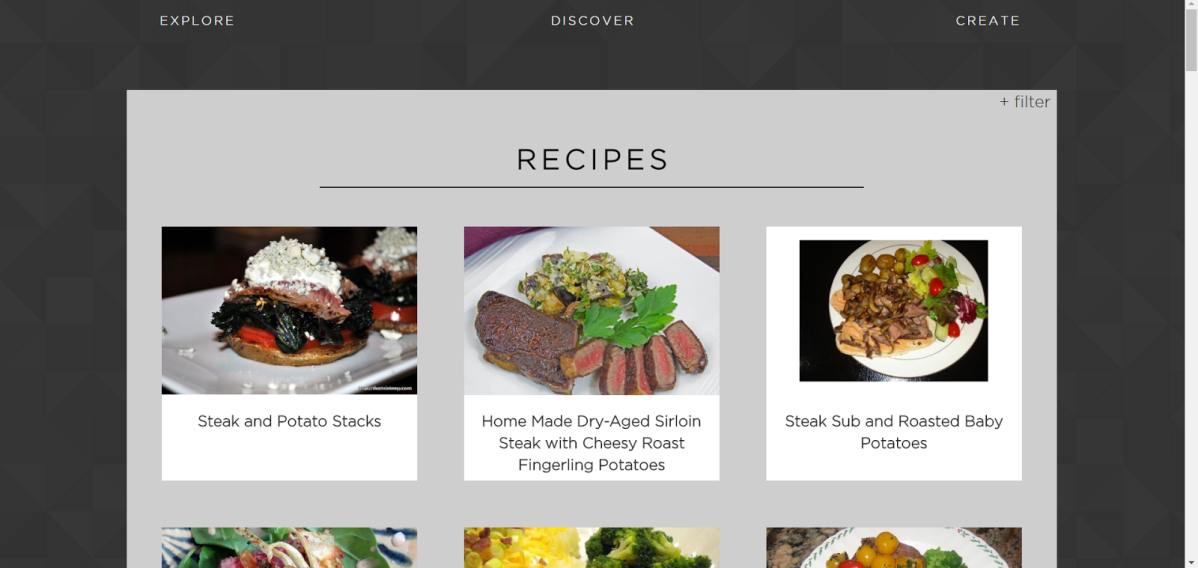 EXPLORE DISCOVER CREATE
+ filter
RECIPES
Steak and Potato Stacks
Home Made Dry-Aged Sirloin
Steak with Cheesy Roast
Fingerling Potatoes
Steak Sub and Roasted Baby
Potatoes